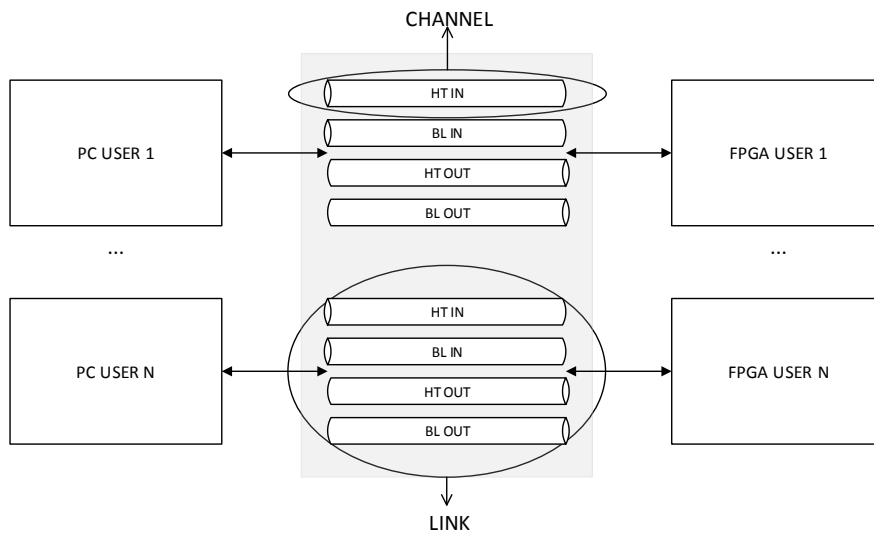 CHANNEL
HT IN
BL IN
PC USER 1
FPGA USER 1
HT OUT
BL OUT
...
...
HT IN
BL IN
PC USER N
FPGA USER N
HT OUT
BL OUT
LINK